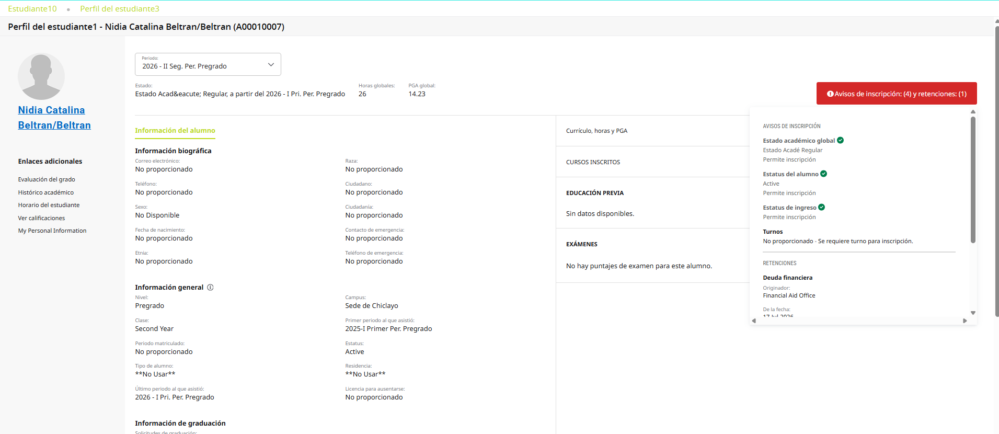 Estudiante10 • Perfil del estudiante3
Perfil del estudiante1 - Nidia Catalina Beltran/Beltran (A00010007)
Nidia Catalina
Beltran/Beltran
Enlaces adicionales
Evaluación del grado
Histórico académico
Horario del estudiante
Ver calificaciones
My Personal Information
Periodo:
2026 - II Seg. Per. Pregrado
Estado:
Estado Acad&eacute; Regular, a partir del 2026 - I Pri. Per. Pregrado
Horas globales:
26
PGA global:
14.23
Avisos de inscripción: (4) y retenciones: (1)
Información del alumno
Información biográfica
Correo electrónico:
No proporcionado
Raza:
No proporcionado
Teléfono:
No proporcionado
Ciudadano:
No proporcionado
Sexo:
No Disponible
Ciudadanía:
No proporcionado
Fecha de nacimiento:
No proporcionado
Contacto de emergencia:
No proporcionado
Etnia:
No proporcionado
Teléfono de emergencia:
No proporcionado
Información general
Nivel:
Pregrado
Campus:
Sede de Chiclayo
Clase:
Second Year
Primer periodo al que asistió:
2025-I Primer Per. Pregrado
Periodo matriculado:
No proporcionado
Estatus:
Active
Tipo de alumno:
**No Usar**
Residencia:
**No Usar**
Último periodo al que asistió:
2026 - I Pri. Per. Pregrado
Licencia para ausentarse:
No proporcionado
Información de graduación
Solicitudes de graduación:
Currículo, horas y PGA
CURSOS INSCRITOS
EDUCACIÓN PREVIA
Sin datos disponibles.
EXÁMENES
No hay puntajes de examen para este alumno.
AVISOS DE INSCRIPCIÓN
Estado académico global
Estado Acadé Regular
Permite inscripción
Estatus del alumno
Active
Permite inscripción
Estatus de ingreso
Permite inscripción
Turnos
No proporcionado - Se requiere turno para inscripción.
RETENCIONES
Deuda financiera
Originador:
Financial Aid Office
De la fecha:
17 Jul 2026